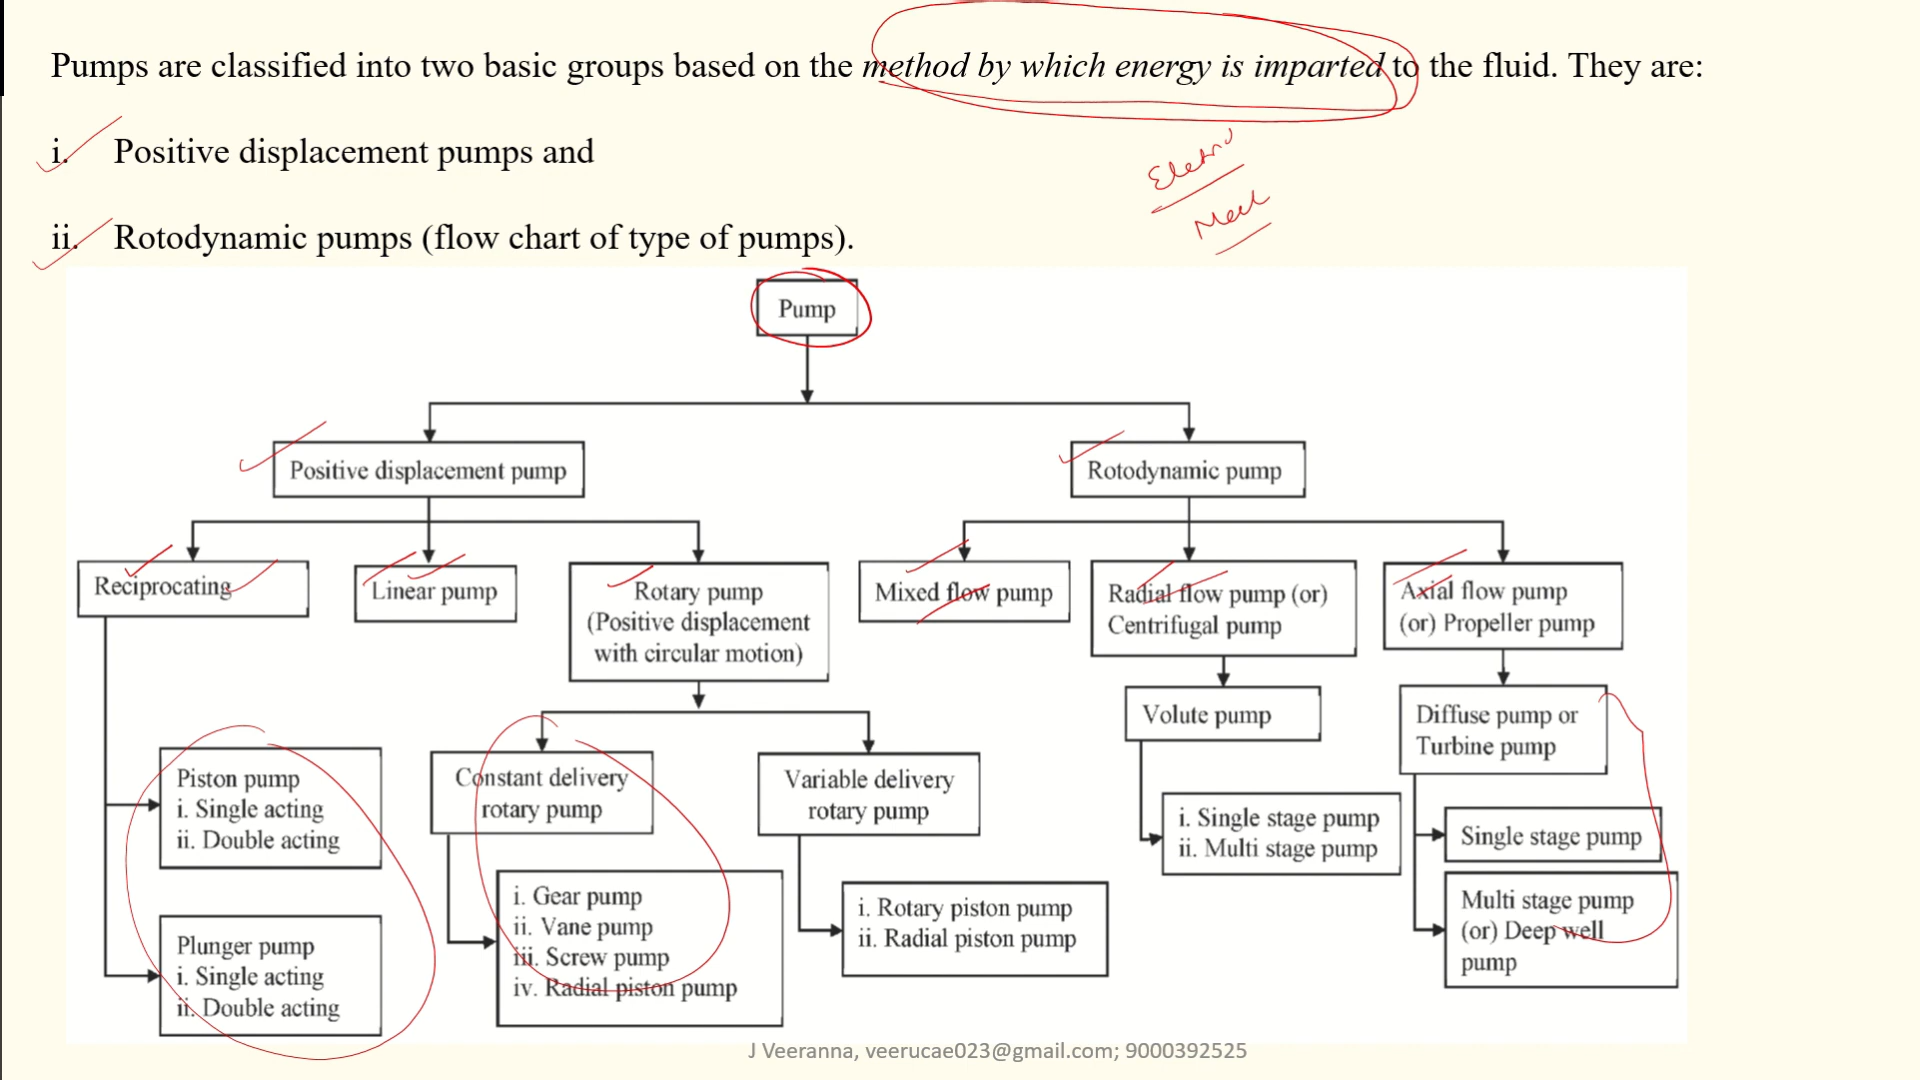 Pumps are classified into two basic groups based on the method by which energy is imparted to the fluid. They are:
i. Positive displacement pumps and
ii. Rotodynamic pumps (flow chart of type of pumps).
Pump
Positive displacement pump
Rotodynamic pump
Reciprocating
Linear pump
Rotary pump
(Positive displacement
with circular motion)
Mixed flow pump
Radial flow pump (or)
Centrifugal pump
Axial flow pump
(or) Propeller pump
Piston pump
i. Single acting
ii. Double acting
Plunger pump
i. Single acting
ii. Double acting
Constant delivery
rotary pump
i. Gear pump
ii. Vane pump
iii. Screw pump
iv. Radial piston pump
Variable delivery
rotary pump
i. Rotary piston pump
ii. Radial piston pump
Volute pump
i. Single stage pump
ii. Multi stage pump
Diffuse pump or
Turbine pump
Single stage pump
Multi stage pump
(or) Deep well
pump
J Veeranna, veerucae023@gmail.com; 9000392525